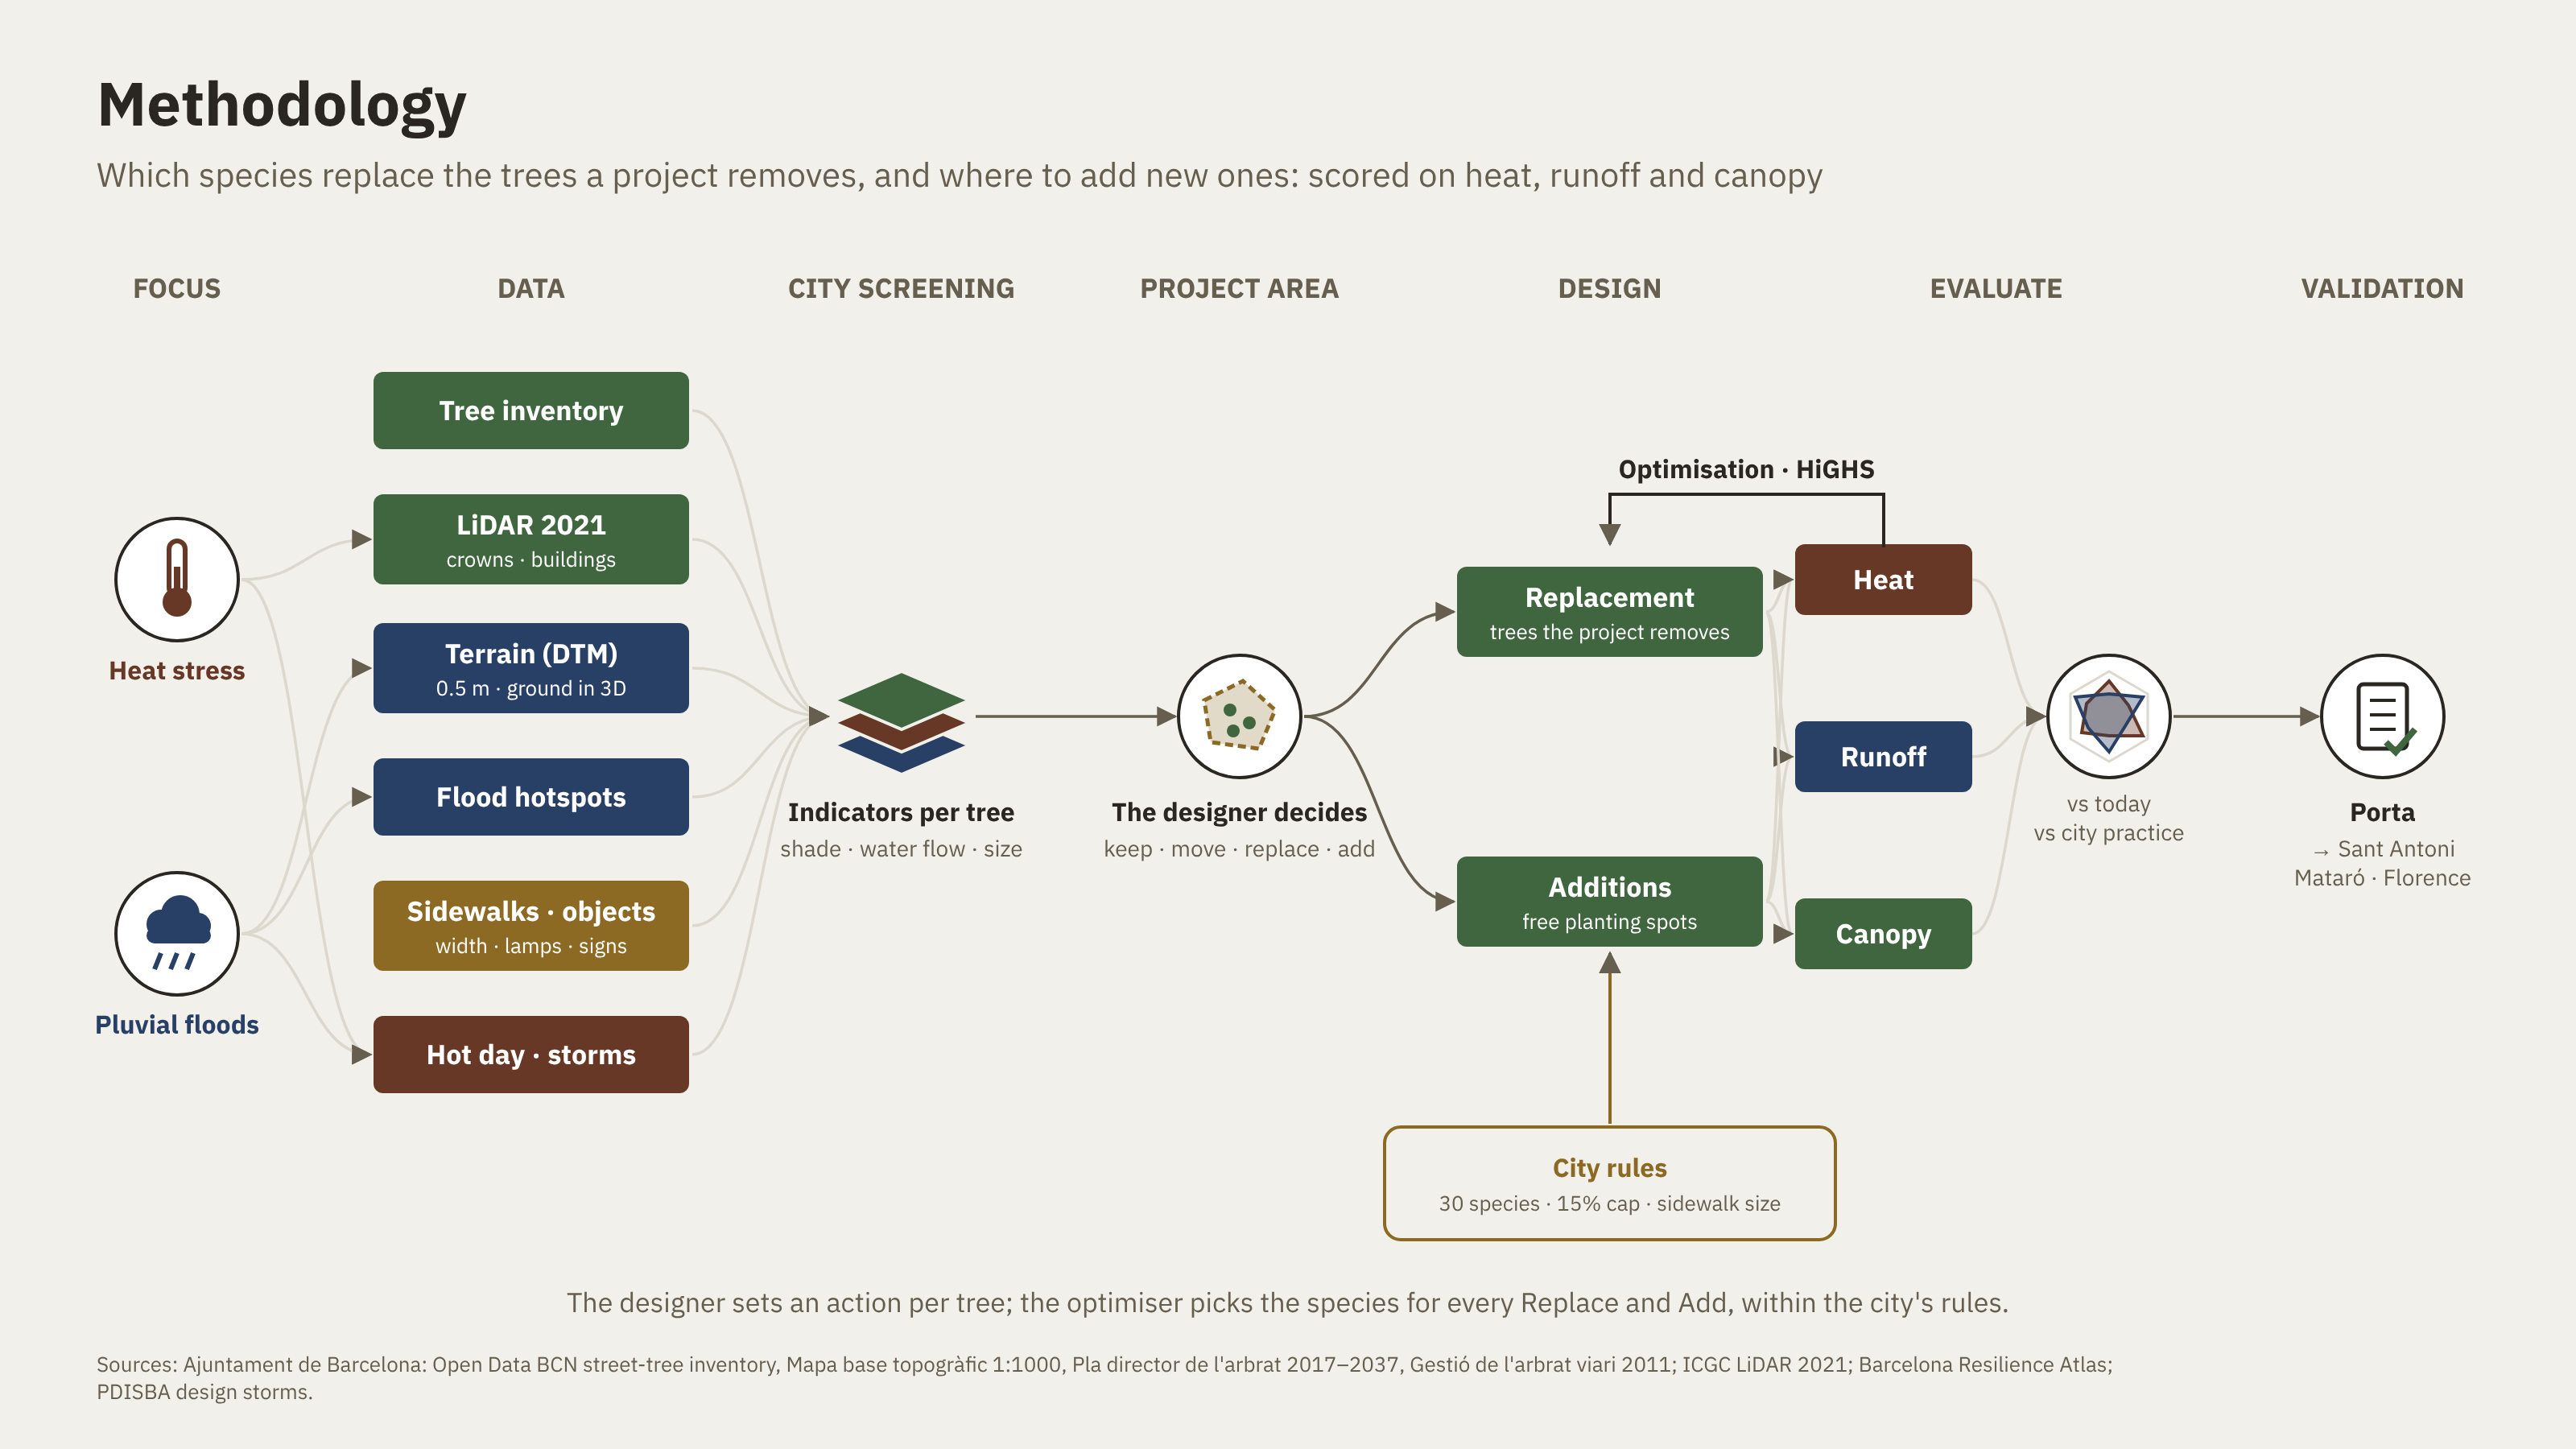 Methodology
Which species replace the trees a project removes, and where to add new ones: scored on heat, runoff and canopy
FOCUS
DATA
CITY SCREENING
PROJECT AREA
DESIGN
EVALUATE
VALIDATION
Heat stress
Pluvial floods
Tree inventory
LiDAR 2021
crowns · buildings
Terrain (DTM)
0.5 m · ground in 3D
Flood hotspots
Sidewalks · objects
width · lamps · signs
Hot day · storms
Indicators per tree
shade · water flow · size
The designer decides
keep · move · replace · add
Optimisation · HiGHS
Replacement
trees the project removes
Additions
free planting spots
City rules
30 species · 15% cap · sidewalk size
Heat
Runoff
Canopy
vs today
vs city practice
Porta
→ Sant Antoni
Mataró · Florence
The designer sets an action per tree; the optimiser picks the species for every Replace and Add, within the city's rules.
Sources: Ajuntament de Barcelona: Open Data BCN street-tree inventory, Mapa base topogràfic 1:1000, Pla director de l'arbrat 2017–2037, Gestió de l'arbrat viari 2011; ICGC LiDAR 2021; Barcelona Resilience Atlas;
PDISBA design storms.